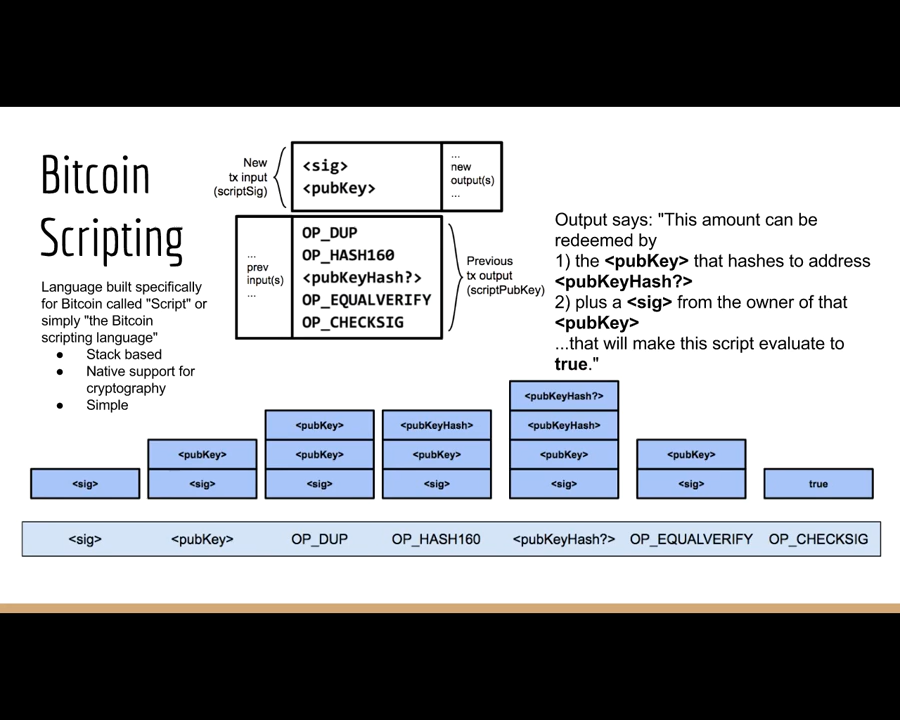 Bitcoin
Scripting
Language built specifically
for Bitcoin called "Script" or
simply "the Bitcoin
scripting language"
● Stack based
● Native support for
cryptography
● Simple
New
tx input
(scriptSig)
<sig>
<pubKey>
...
new
output(s)
...
...
prev
input(s)
...
OP_DUP
OP_HASH160
<pubKeyHash?>
OP_EQUALVERIFY
OP_CHECKSIG
Previous
tx output
(scriptPubKey)
Output says: "This amount can be
redeemed by
1) the <pubKey> that hashes to address
<pubKeyHash?>
2) plus a <sig> from the owner of that
<pubKey>
...that will make this script evaluate to
true."
<sig>
<pubKey>
<sig>
<pubKey>
<pubKey>
<sig>
<pubKeyHash>
<pubKey>
<sig>
<pubKeyHash?>
<pubKeyHash>
<pubKey>
<sig>
<pubKey>
<sig>
true
<sig> <pubKey> OP_DUP OP_HASH160 <pubKeyHash?> OP_EQUALVERIFY OP_CHECKSIG